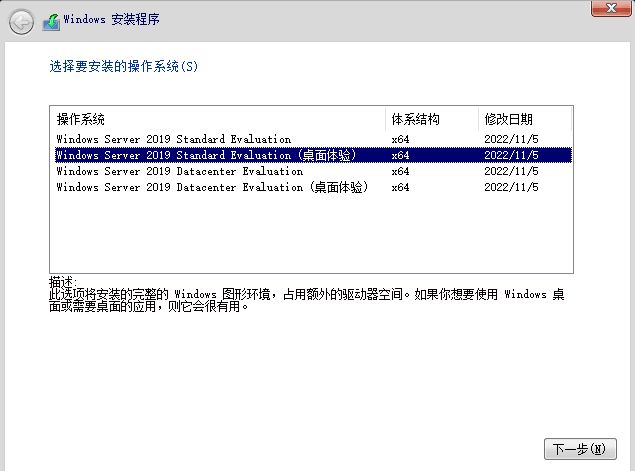 Windows 安装程序
选择要安装的操作系统(S)
操作系统 体系结构 修改日期
Windows Server 2019 Standard Evaluation x64 2022/11/5
Windows Server 2019 Standard Evaluation (桌面体验) x64 2022/11/5
Windows Server 2019 Datacenter Evaluation x64 2022/11/5
Windows Server 2019 Datacenter Evaluation (桌面体验) x64 2022/11/5
描述:
此选项将安装的完整的 Windows 图形环境，占用额外的驱动器空间。如果你想要使用 Windows 桌
面或需要桌面的应用，则它会很有用。
下一步(N)